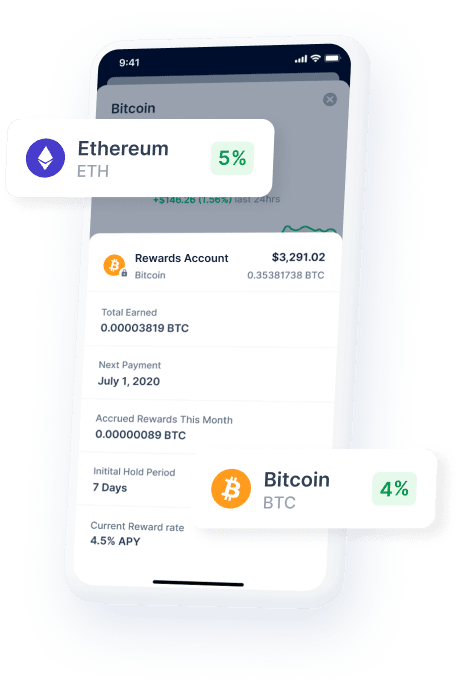 9:41
Bitcoin
Ethereum
ETH
5%
+$146.26 (1.56%) last 24hrs
Rewards Account
$3,291.02
Bitcoin
0.35381738 BTC
Total Earned
0.00003819 BTC
Next Payment
July 1, 2020
Accrued Rewards This Month
0.00000089 BTC
Initital Hold Period
7 Days
Bitcoin
BTC
4%
Current Reward rate
4.5% APY